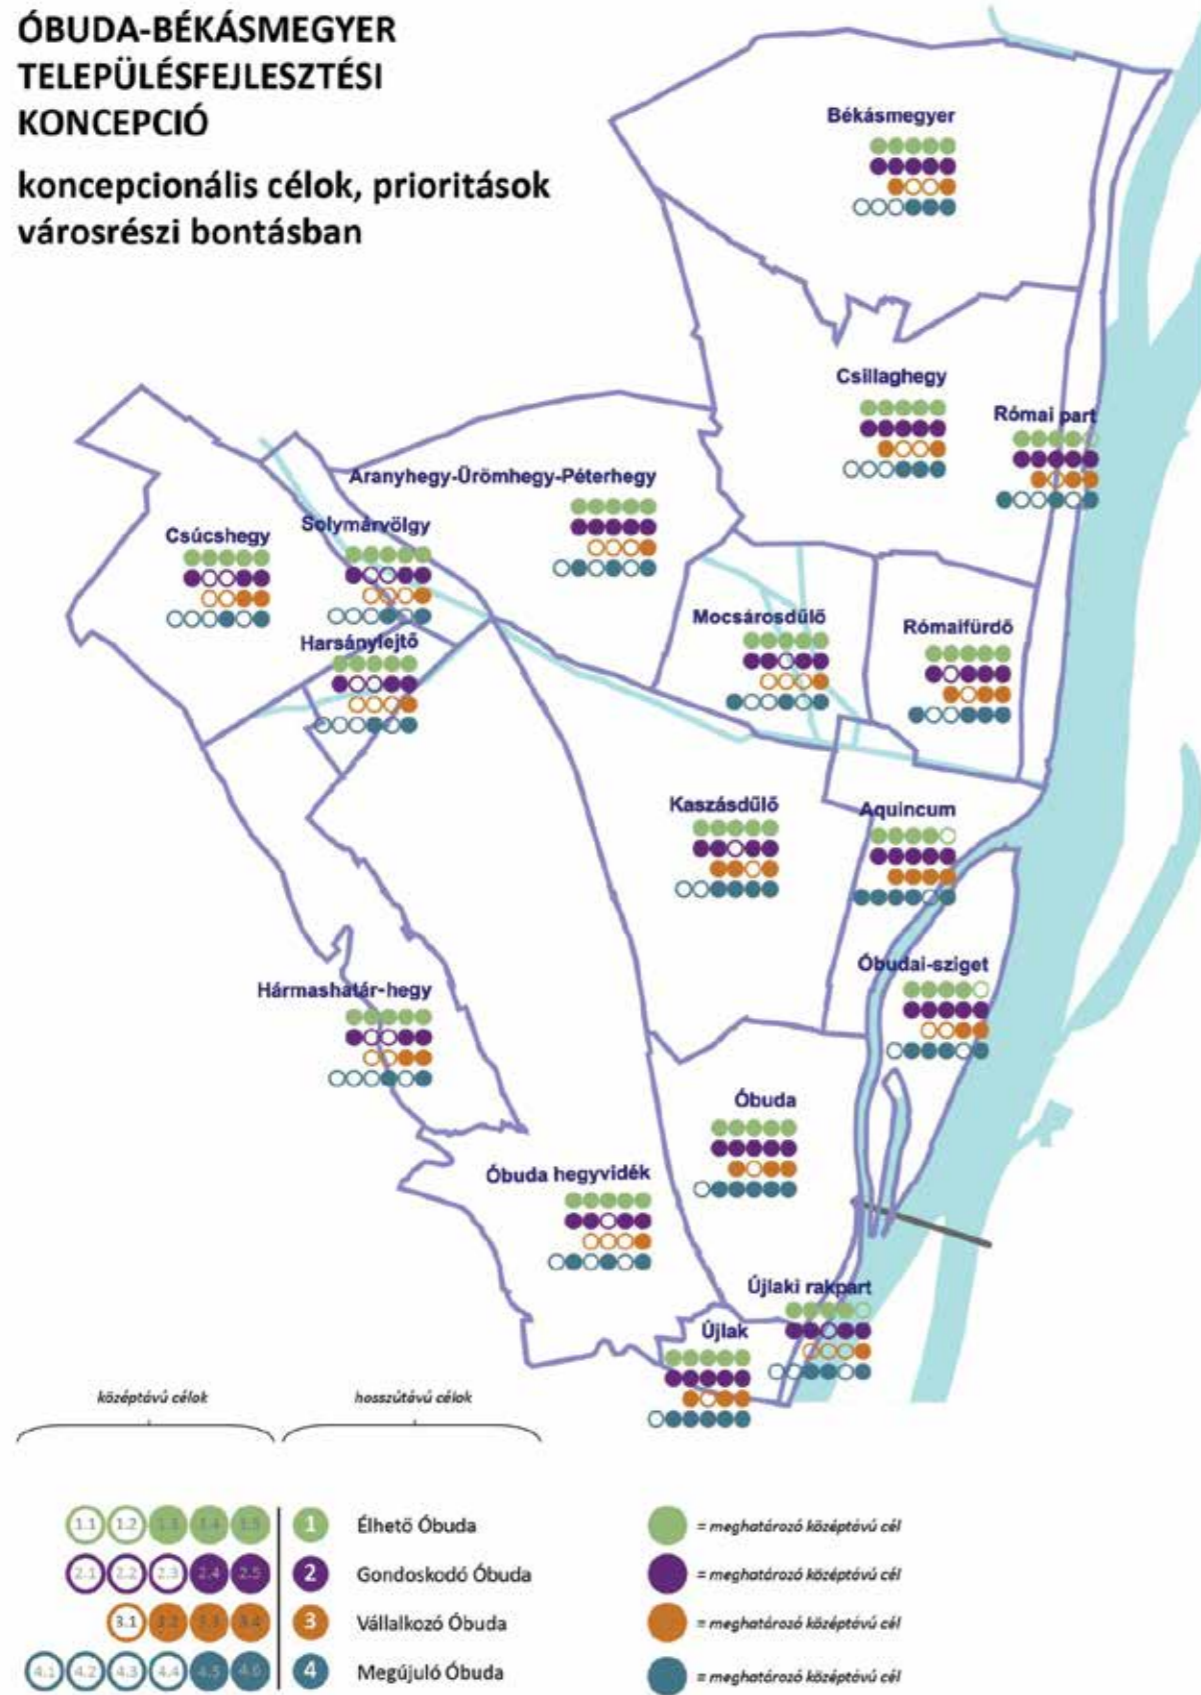 ÓBUDA-BÉKÁSMEGYER
TELEPÜLÉSFEJLESZTÉSI
KONCEPCIÓ
koncepcionális célok, prioritások
városrészi bontásban
Békásmegyer
Csillaghegy
Római part
Aranyhegy-Ürömhegy-Péterhegy
Csúcshegy
Solymárvölgy
Harsánylejtő
Mocsárosdűlő
Rómaifürdő
Kaszásdűlő
Aquincum
Óbudai-sziget
Hármashatár-hegy
Óbuda
Óbuda hegyvidék
Újlaki rakpart
Újlak
középtávú célok
hosszútávú célok
1.1 1.2 1.3 1.4 1.5 1 Élhető Óbuda = meghatározó középtávú cél
2.1 2.2 2.3 2.4 2.5 2 Gondoskodó Óbuda = meghatározó középtávú cél
3.1 3.2 3.3 3.4 3 Vállalkozó Óbuda = meghatározó középtávú cél
4.1 4.2 4.3 4.4 4.5 4.6 4 Megújuló Óbuda = meghatározó középtávú cél